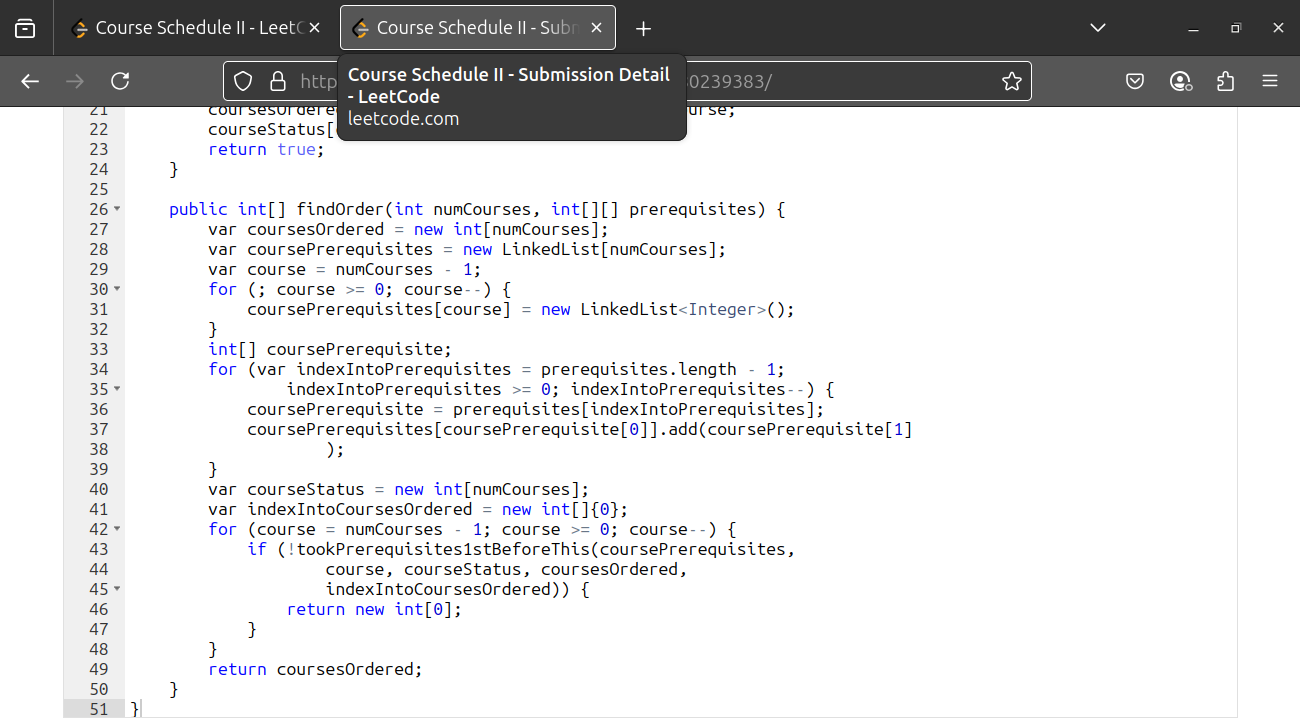 Course Schedule II - LeetC
Course Schedule II - Subm
http
0239383/
Course Schedule II - Submission Detail
- LeetCode
leetcode.com
21 coursesOrdere urse;
22 courseStatus[
23 return true;
24 }
25
26 public int[] findOrder(int numCourses, int[][] prerequisites) {
27 var coursesOrdered = new int[numCourses];
28 var coursePrerequisites = new LinkedList[numCourses];
29 var course = numCourses - 1;
30 for (; course >= 0; course--) {
31 coursePrerequisites[course] = new LinkedList<Integer>();
32 }
33 int[] coursePrerequisite;
34 for (var indexIntoPrerequisites = prerequisites.length - 1;
35 indexIntoPrerequisites >= 0; indexIntoPrerequisites--) {
36 coursePrerequisite = prerequisites[indexIntoPrerequisites];
37 coursePrerequisites[coursePrerequisite[0]].add(coursePrerequisite[1]
38 );
39 }
40 var courseStatus = new int[numCourses];
41 var indexIntoCoursesOrdered = new int[]{0};
42 for (course = numCourses - 1; course >= 0; course--) {
43 if (!tookPrerequisites1stBeforeThis(coursePrerequisites,
44 course, courseStatus, coursesOrdered,
45 indexIntoCoursesOrdered)) {
46 return new int[0];
47 }
48 }
49 return coursesOrdered;
50 }
51 }